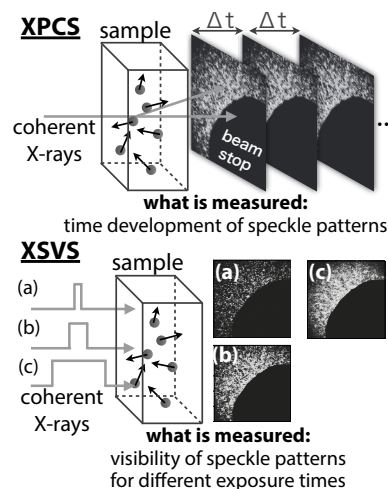 XPCS
sample
Δt
Δt
coherent
X-rays
beam
stop
...
what is measured:
time development of speckle patterns
XSVS
sample
(a)
(b)
(c)
coherent
X-rays
(a)
(c)
(b)
what is measured:
visibility of speckle patterns
for different exposure times